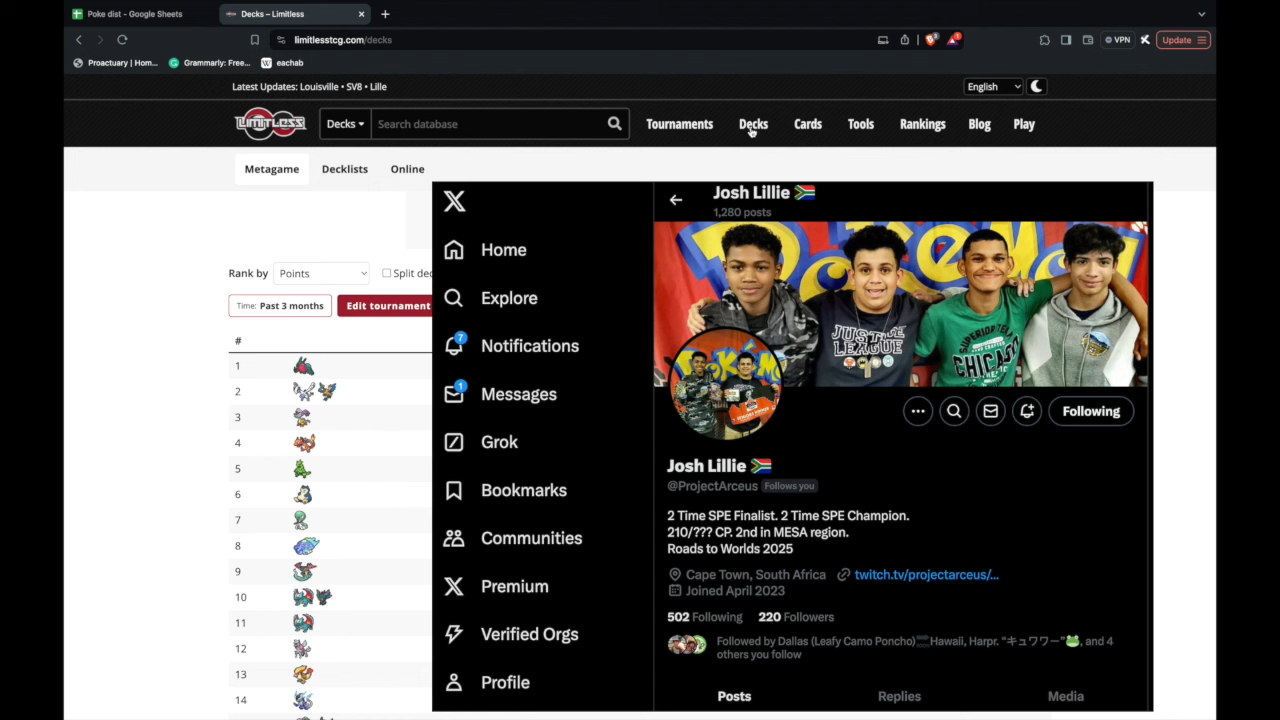 Poke dist - Google Sheets
Decks – Limitless
limitlesstcg.com/decks
VPN
Update
Proactuary | Hom...
Grammarly: Free...
eachab
Latest Updates: Louisville • SV8 • Lille
English
LIMITLESS
Decks
Search database
Tournaments
Decks
Cards
Tools
Rankings
Blog
Play
Metagame
Decklists
Online
Rank by
Points
Split dec
Time: Past 3 months
Edit tournament
#
1
2
3
4
5
6
7
8
9
10
11
12
13
14
Home
Explore
7
Notifications
1
Messages
Grok
Bookmarks
Communities
Premium
Verified Orgs
Profile
Josh Lillie
1,280 posts
JUSTICE
LEAGUE
CHICAGO
Following
Josh Lillie
@ProjectArceus Follows you
2 Time SPE Finalist. 2 Time SPE Champion.
210/??? CP. 2nd in MESA region.
Roads to Worlds 2025
Cape Town, South Africa twitch.tv/projectarceus/...
Joined April 2023
502 Following 220 Followers
Followed by Dallas (Leafy Camo Poncho) Hawaii, Harpr. “キュワワー” , and 4
others you follow
Posts
Replies
Media